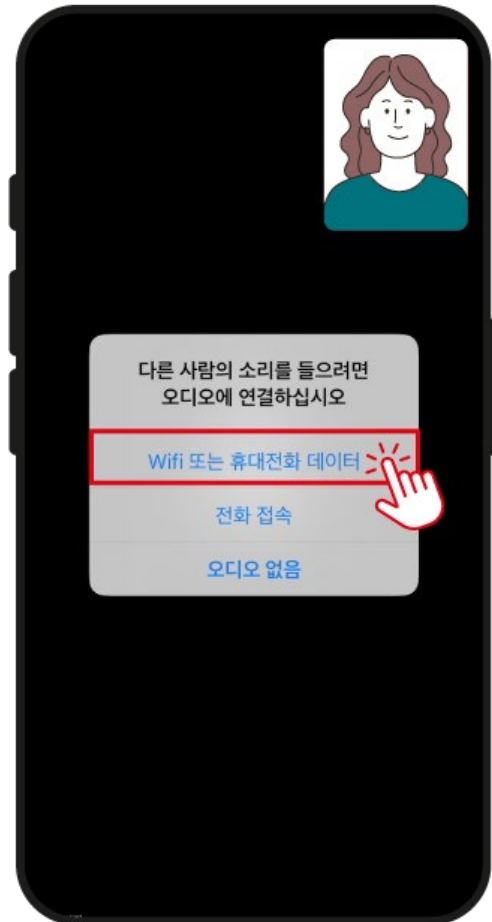 다른 사람의 소리를 들으려면
오디오에 연결하십시오
Wifi 또는 휴대전화 데이터
전화 접속
오디오 없음